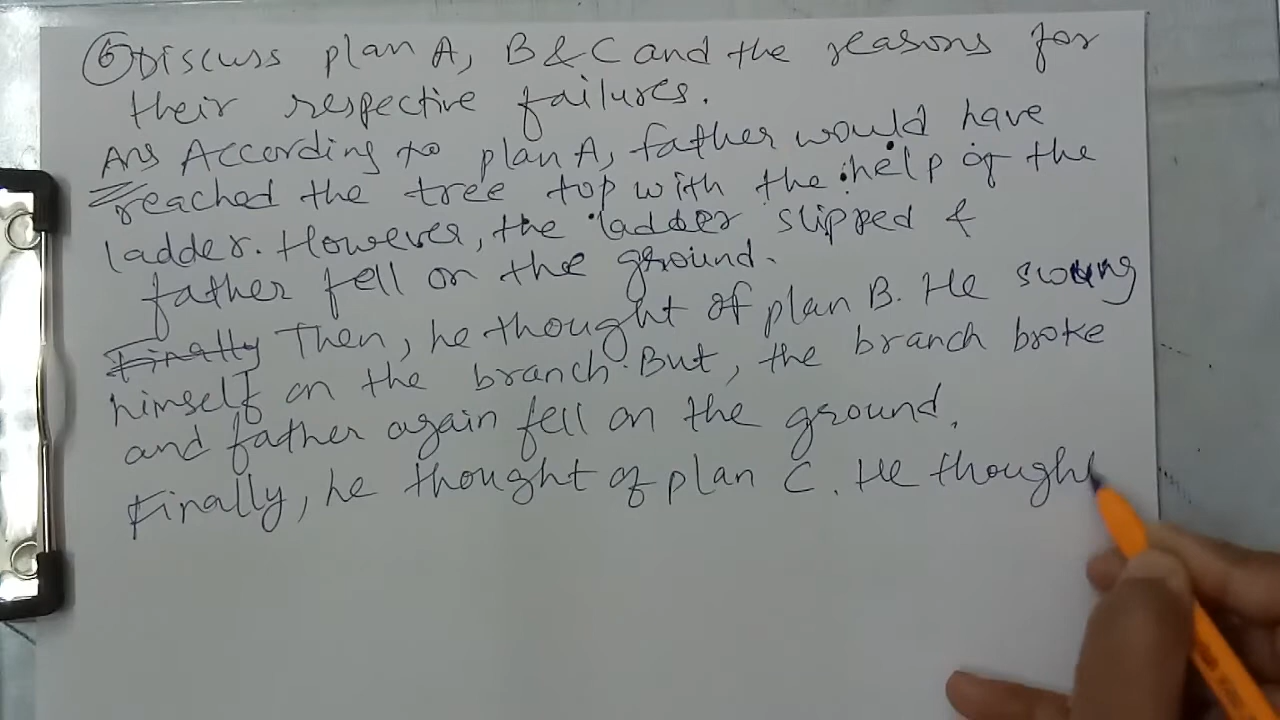 ⑥ Discuss plan A, B & C and the reasons for
their respective failures.
Ans According to plan A, father would have
reached the tree top with the help of the
ladder. However, the ladder slipped &
father fell on the ground.
Finally Then, he thought of plan B. He swung
himself on the branch. But, the branch broke
and father again fell on the ground.
Finally, he thought of plan C. He though